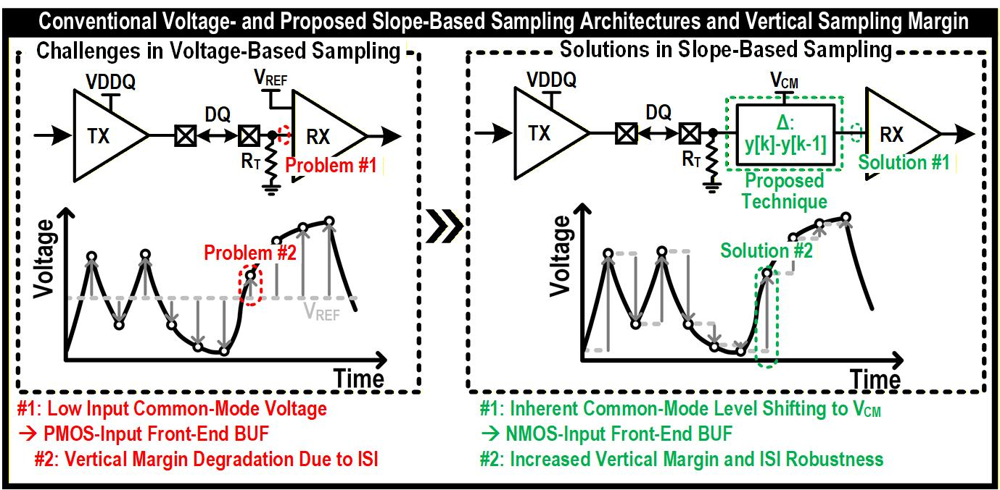 Conventional Voltage- and Proposed Slope-Based Sampling Architectures and Vertical Sampling Margin
Challenges in Voltage-Based Sampling
VDDQ
VREF
TX
DQ
RX
RT
Problem #1
Voltage
Problem #2
VREF
Time
#1: Low Input Common-Mode Voltage
→ PMOS-Input Front-End BUF
#2: Vertical Margin Degradation Due to ISI
Solutions in Slope-Based Sampling
VDDQ
VCM
TX
DQ
Δ:
y[k]-y[k-1]
RX
RT
Solution #1
Proposed
Technique
Voltage
Solution #2
Time
#1: Inherent Common-Mode Level Shifting to VCM
→ NMOS-Input Front-End BUF
#2: Increased Vertical Margin and ISI Robustness